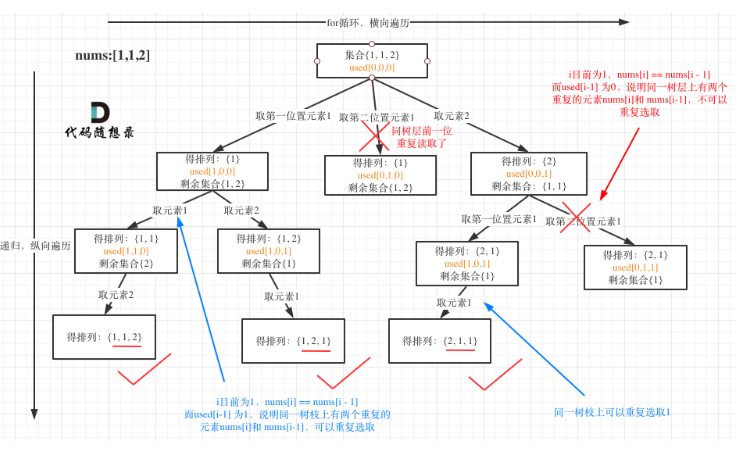 for循环，横向遍历
nums:[1,1,2]
集合{1,1,2}
used[0,0,0]
i目前为1，nums[i] == nums[i - 1]
而used[i-1] 为0，说明同一树层上有两个
重复的元素nums[i]和 nums[i-1]，不可以
重复选取
代码随想录
取第一位置元素1
取第二位置元素1
取元素2
同树层前一位
重复读取了
得排列：{1}
used[1,0,0]
剩余集合{1,2}
得排列：{1}
used[0,1,0]
剩余集合{1,2}
得排列：{2}
used[0,0,1]
剩余集合：{1,1}
递归，纵向遍历
取元素1
取元素2
取第一位置元素1
取第二位置元素1
得排列：{1,1}
used[1,1,0]
剩余集合{2}
得排列：{1,2}
used[1,0,1]
剩余集合{1}
得排列：{2,1}
used[1,0,1]
剩余集合{1}
得排列：{2,1}
used[0,1,1]
剩余集合{1}
取元素2
取元素1
取元素1
得排列：{1,1,2}
得排列：{1,2,1}
得排列：{2,1,1}
i目前为1，nums[i] == nums[i - 1]
而used[i-1] 为1，说明同一树枝上有两个重复的
元素nums[i]和 nums[i-1]，可以重复选取
同一树枝上可以重复选取1